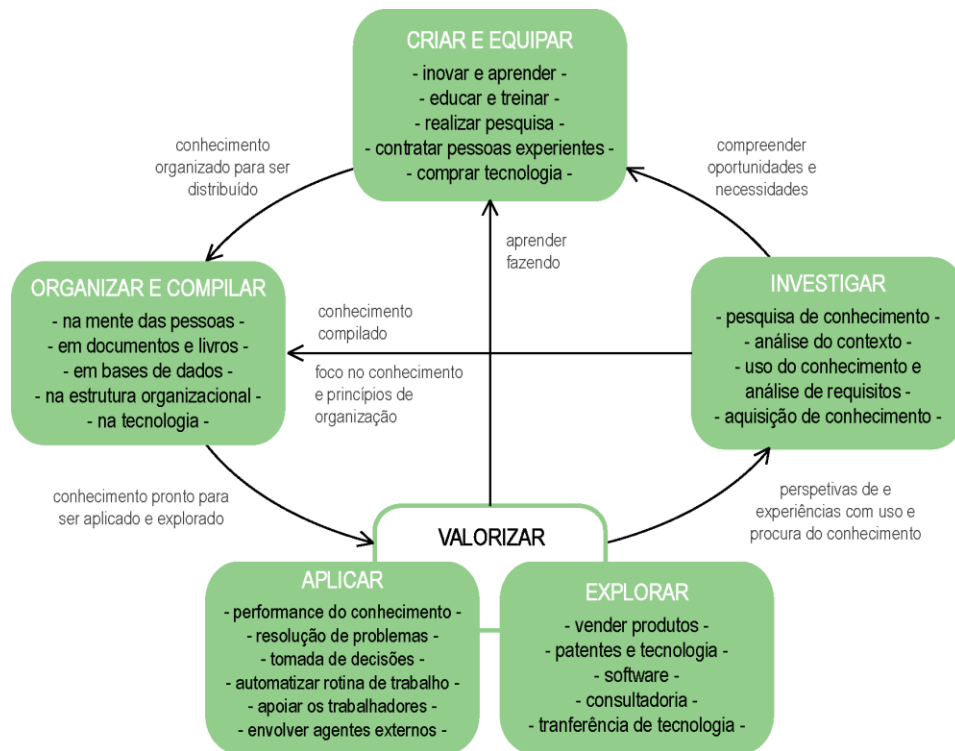 CRIAR E EQUIPAR
- inovar e aprender -
- educar e treinar -
- realizar pesquisa -
- contratar pessoas experientes -
- comprar tecnologia -
conhecimento
organizado para ser
distribuído
compreender
oportunidades e
necessidades
aprender
fazendo
ORGANIZAR E COMPILAR
- na mente das pessoas -
- em documentos e livros -
- em bases de dados -
- na estrutura organizacional -
- na tecnologia -
conhecimento
compilado
foco no conhecimento
e princípios de
organização
INVESTIGAR
- pesquisa de conhecimento -
- análise do contexto -
- uso do conhecimento e
análise de requisitos -
- aquisição de conhecimento -
conhecimento pronto para
ser aplicado e explorado
perspetivas de e
experiências com uso e
procura do conhecimento
VALORIZAR
APLICAR
- performance do conhecimento -
- resolução de problemas -
- tomada de decisões -
- automatizar rotina de trabalho -
- apoiar os trabalhadores -
- envolver agentes externos -
EXPLORAR
- vender produtos -
- patentes e tecnologia -
- software -
- consultadoria -
- tranferência de tecnologia -